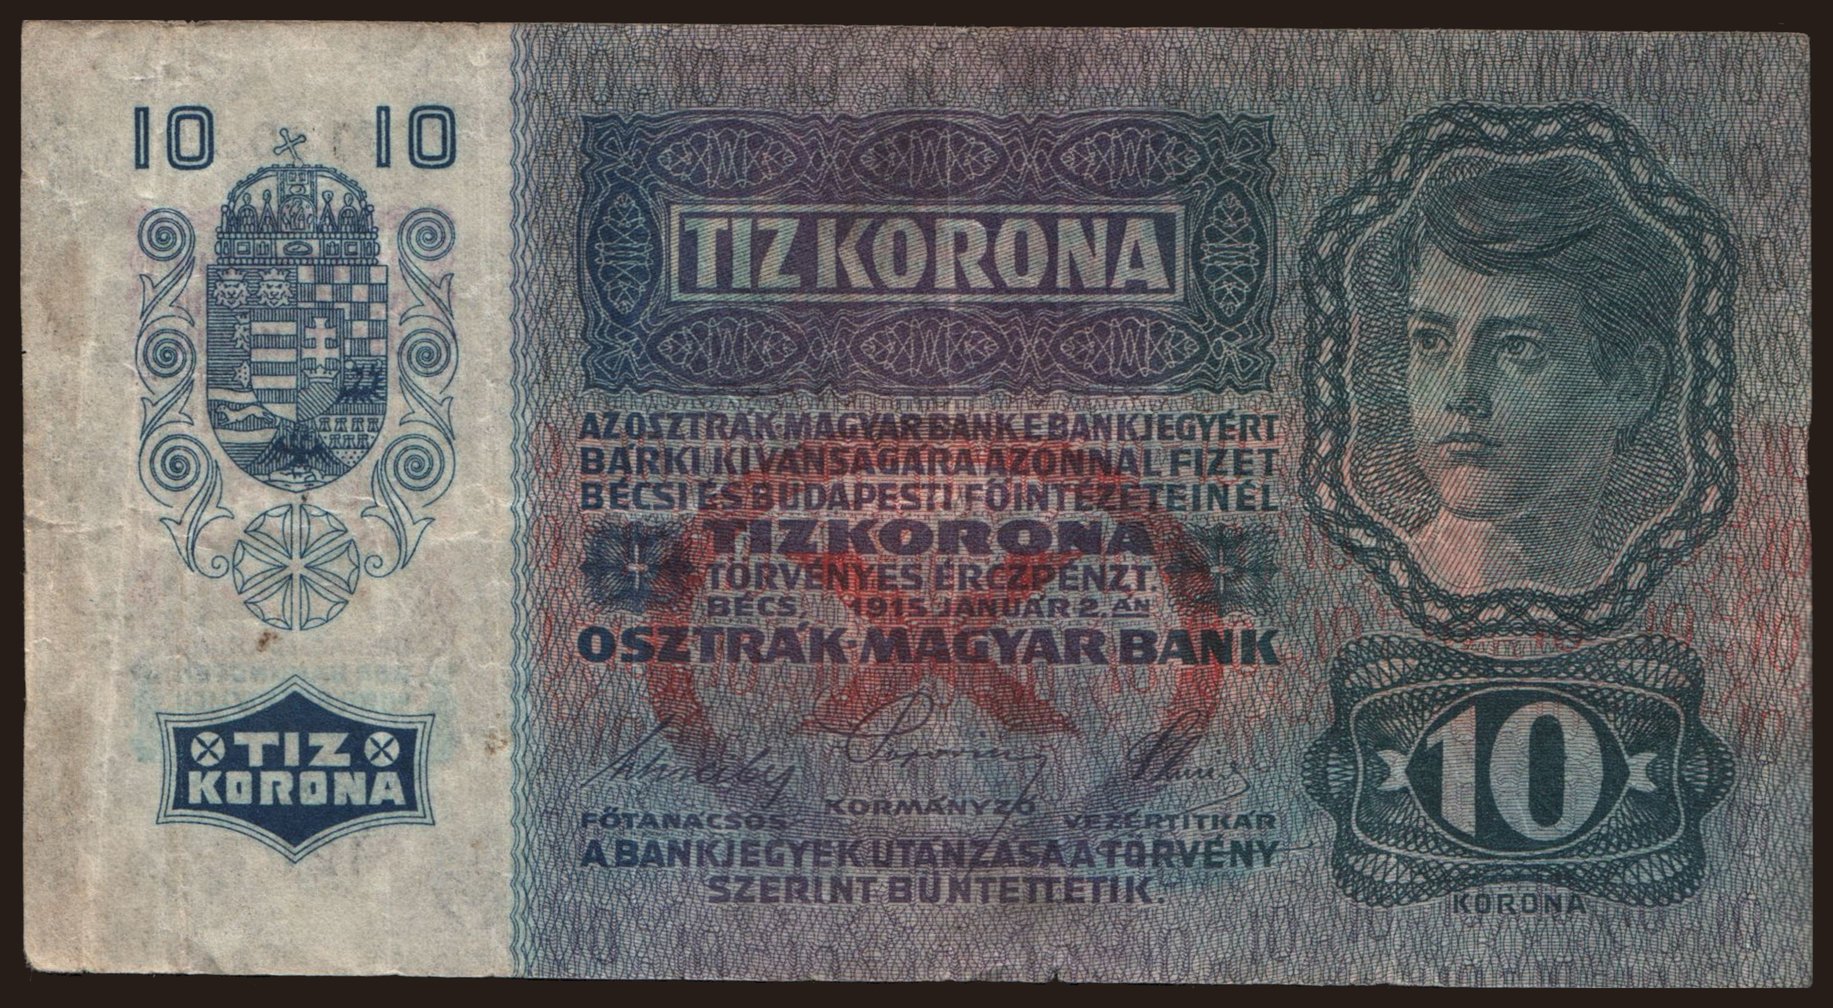 10 10
TIZ KORONA
AZ OSZTRÁK-MAGYAR BANK E BANKJEGYÉRT
BÁRKI KIVÁNSÁGÁRA AZONNAL FIZET
BÉCSI ÉS BUDAPESTI FŐINTÉZETEINÉL
TIZ KORONA
TÖRVÉNYES ÉRCZPÉNZT.
BÉCS, 1915 JANUÁR 2.-ÁN
OSZTRÁK-MAGYAR BANK
FŐTANÁCSOS KORMÁNYZÓ VEZÉRTITKÁR
A BANKJEGYEK UTÁNZÁSA A TÖRVÉNY
SZERINT BÜNTETTETIK.
TIZ
KORONA
10
KORONA